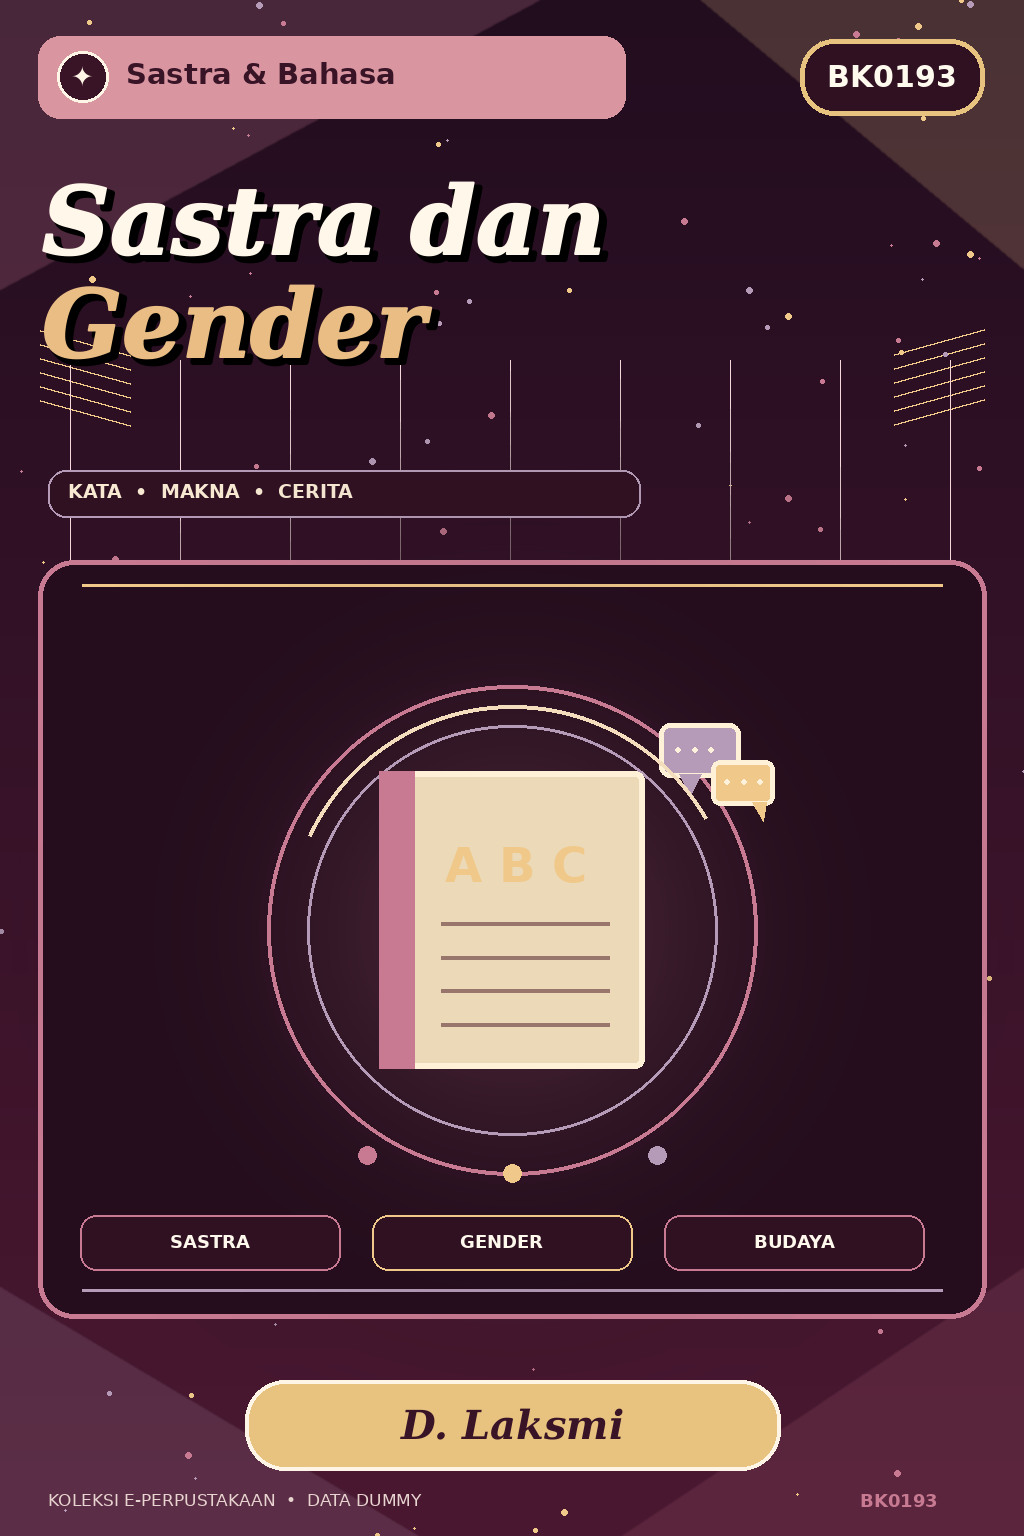 ✦ Sastra & Bahasa
BK0193
Sastra dan
Gender
KATA • MAKNA • CERITA
A B C
SASTRA
GENDER
BUDAYA
D. Laksmi
KOLEKSI E-PERPUSTAKAAN • DATA DUMMY
BK0193